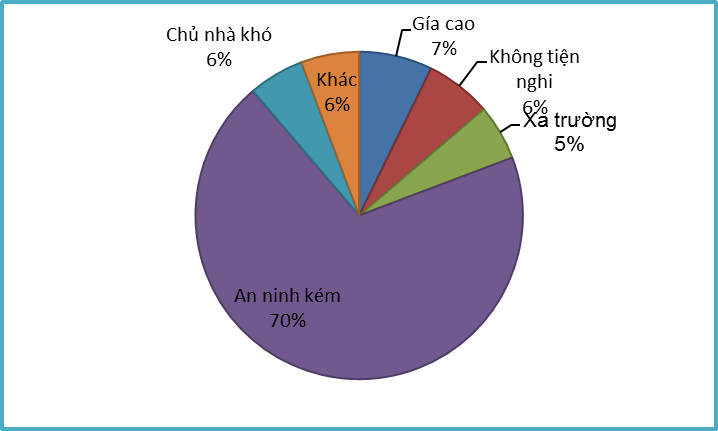 Gía cao
7%
Không tiện
nghi
6%
Xa trường
5%
An ninh kém
70%
Chủ nhà khó
6%
Khác
6%